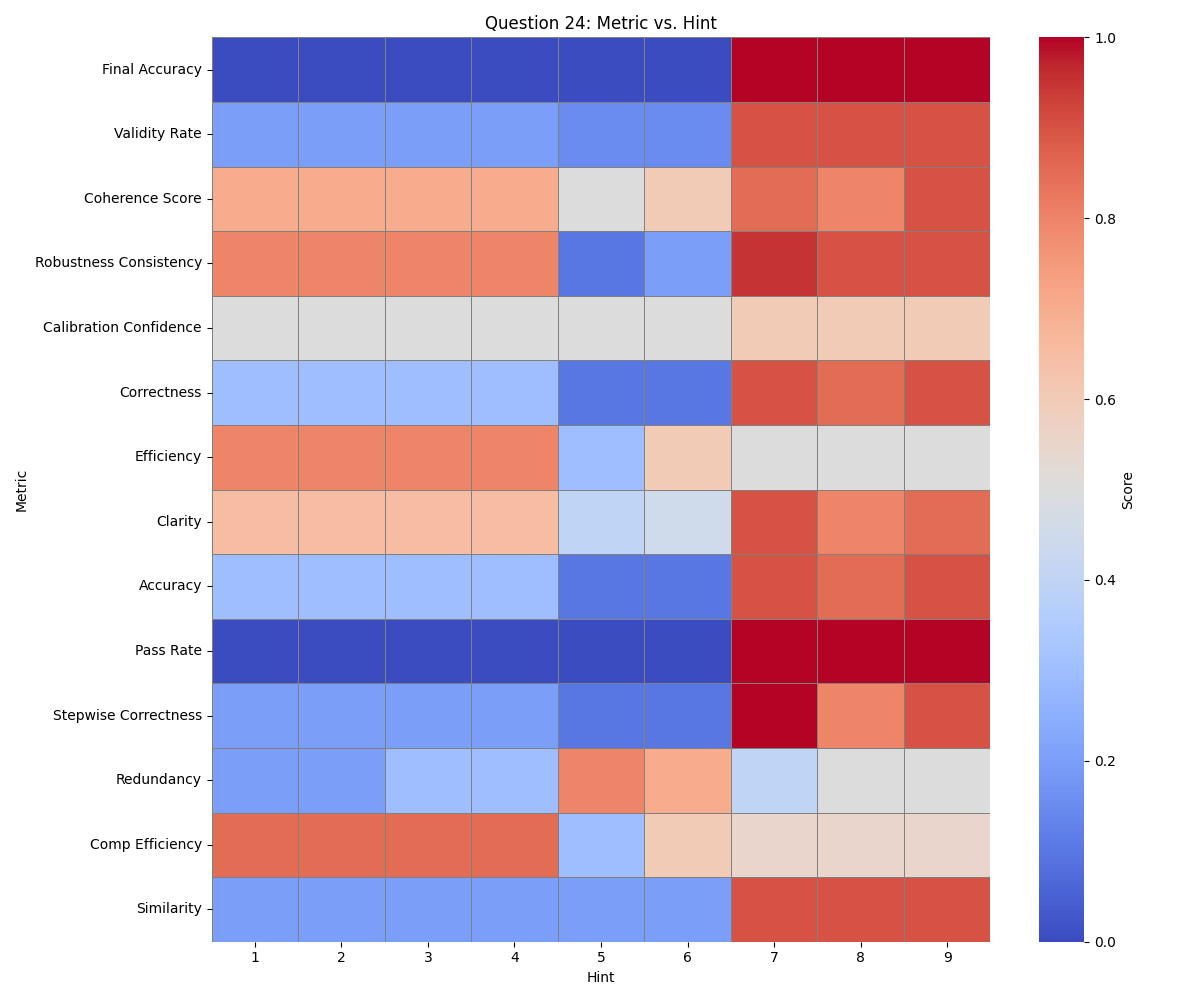 Question 24: Metric vs. Hint
Final Accuracy
Validity Rate
Coherence Score
Robustness Consistency
Calibration Confidence
Correctness
Efficiency
Clarity
Accuracy
Pass Rate
Stepwise Correctness
Redundancy
Comp Efficiency
Similarity
Metric
1 2 3 4 5 6 7 8 9
Hint
1.0
0.8
0.6
0.4
0.2
0.0
Score